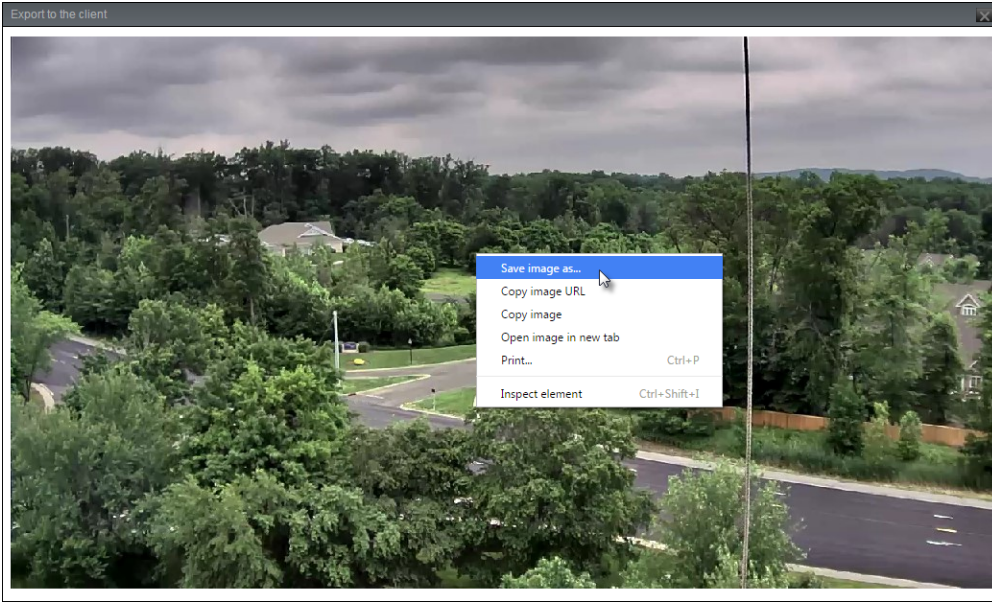 Export to the client
Save image as...
Copy image URL
Copy image
Open image in new tab
Print... Ctrl+P
Inspect element Ctrl+Shift+I